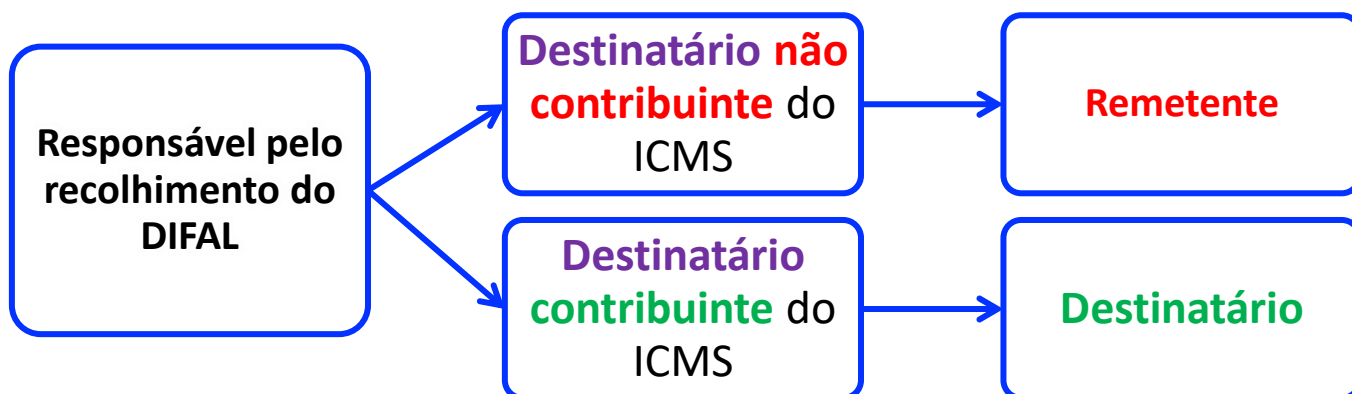 Responsável pelo
recolhimento do
DIFAL
Destinatário não
contribuinte do
ICMS
Remetente
Destinatário
contribuinte do
ICMS
Destinatário